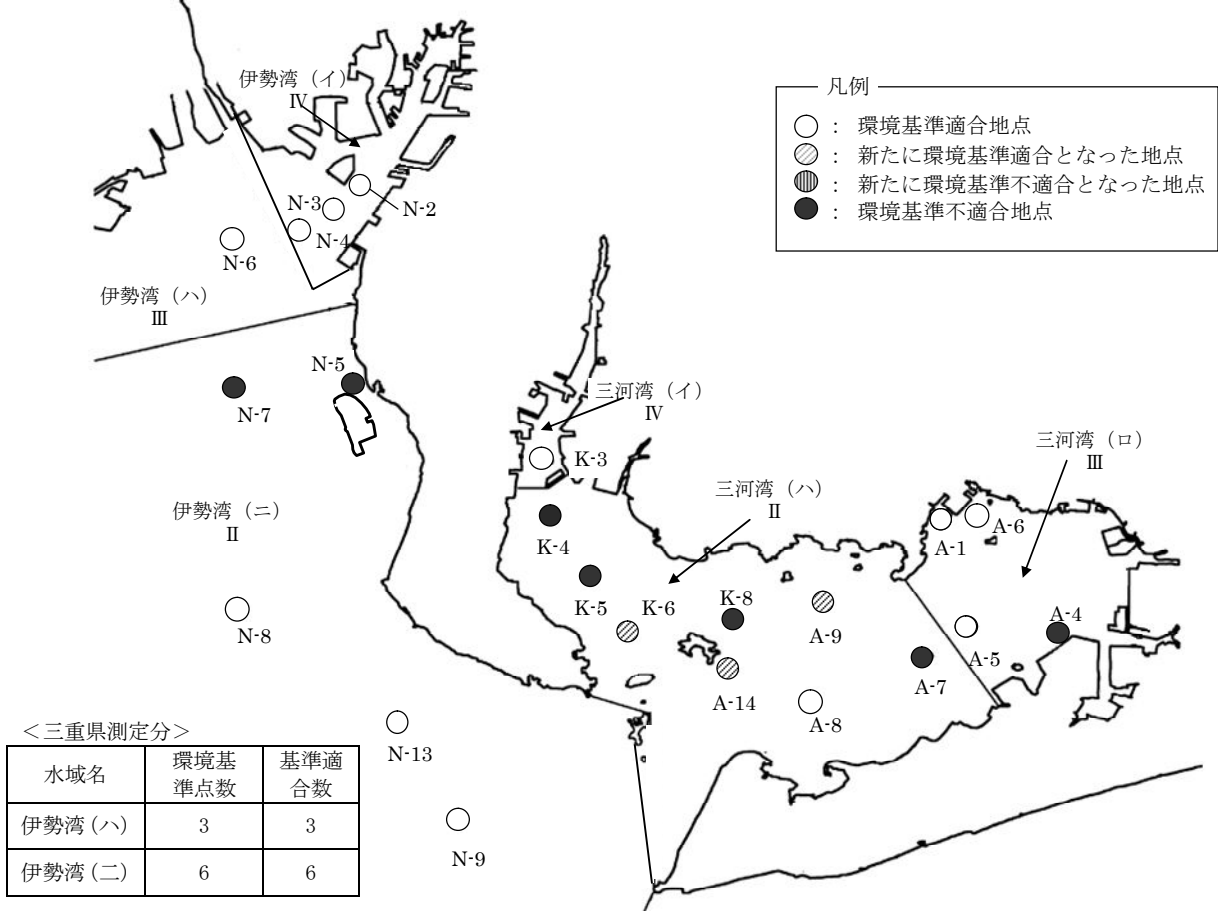 伊勢湾（イ）
Ⅳ
N-3
N-2
N-4
N-6
伊勢湾（ハ）
Ⅲ
凡例
： 環境基準適合地点
： 新たに環境基準適合となった地点
： 新たに環境基準不適合となった地点
： 環境基準不適合地点
N-5
N-7
三河湾（イ）
Ⅳ
K-3
三河湾（ロ）
Ⅲ
伊勢湾（ニ）
Ⅱ
三河湾（ハ）
Ⅱ
K-4
A-1
A-6
K-5
K-6
K-8
A-9
A-4
N-8
A-5
A-7
A-14
A-8
N-13
N-9
＜三重県測定分＞
水域名 環境基準点数 基準適合数
伊勢湾（ハ） 3 3
伊勢湾（二） 6 6